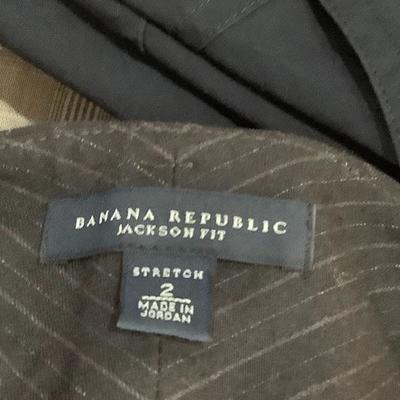 BANANA REPUBLIC
JACKSON FIT
STRETCH
2
MADE IN
JORDAN